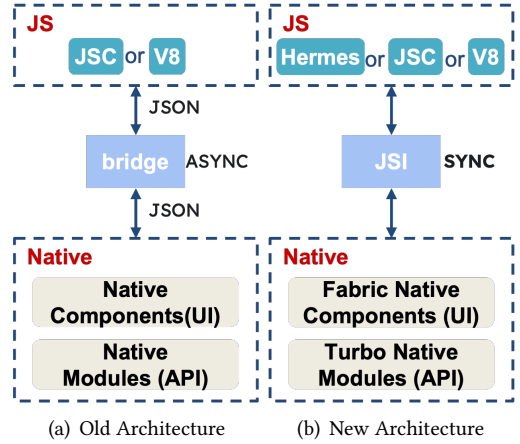 JS
JSC or V8
JSON
bridge ASYNC
JSON
Native
Native
Components(UI)
Native
Modules (API)
(a) Old Architecture
JS
Hermes or JSC or V8
JSI SYNC
Native
Fabric Native
Components (UI)
Turbo Native
Modules (API)
(b) New Architecture